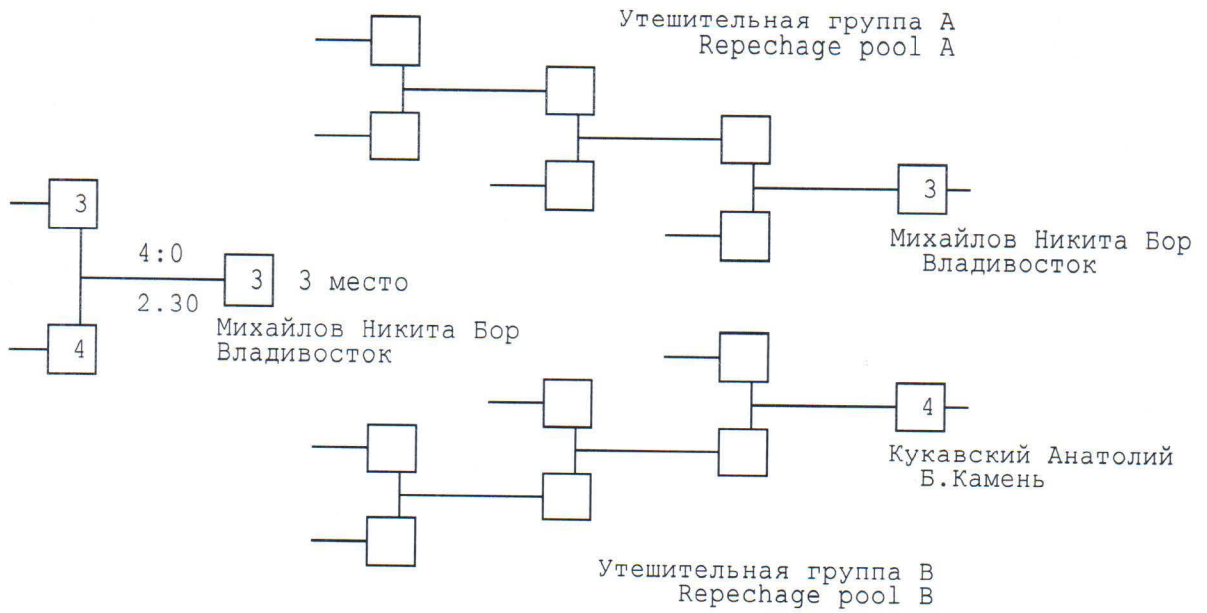 Утешительная группа А
Repechage pool A
3
Михайлов Никита Бор
Владивосток
3
4:0
2.30
3 3 место
Михайлов Никита Бор
Владивосток
4
4
Кукавский Анатолий
Б.Камень
Утешительная группа В
Repechage pool B